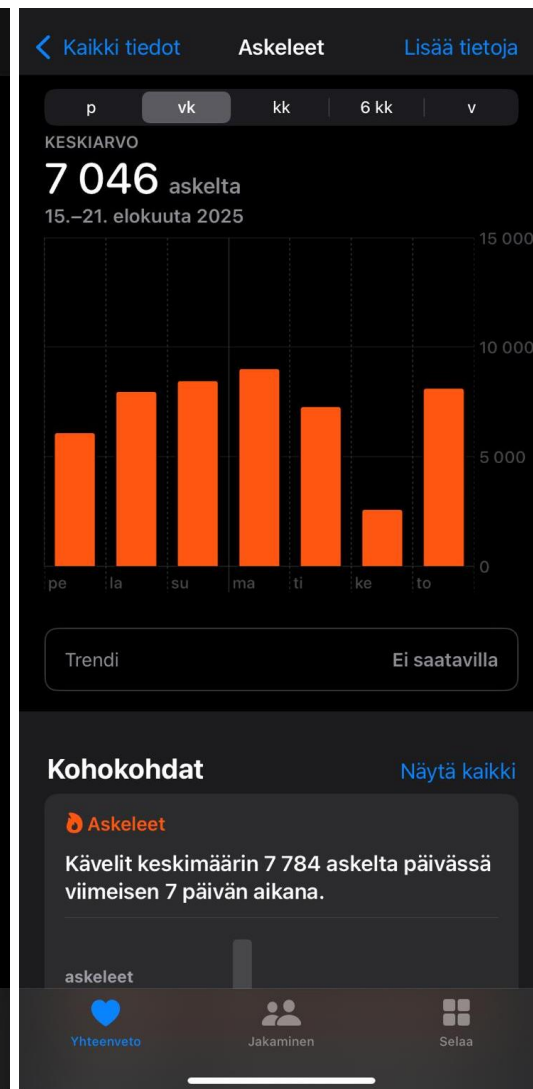 Kaikki tiedot Askeleet Lisää tietoja
p vk kk 6 kk v
KESKIARVO
7 046 askelta
15.–21. elokuuta 2025
15 000
10 000
5 000
0
pe la su ma ti ke to
Trendi Ei saatavilla
Kohokohdat Näytä kaikki
Askeleet
Kävelit keskimäärin 7 784 askelta päivässä
viimeisen 7 päivän aikana.
askeleet
Yhteenveto Jakaminen Selaa